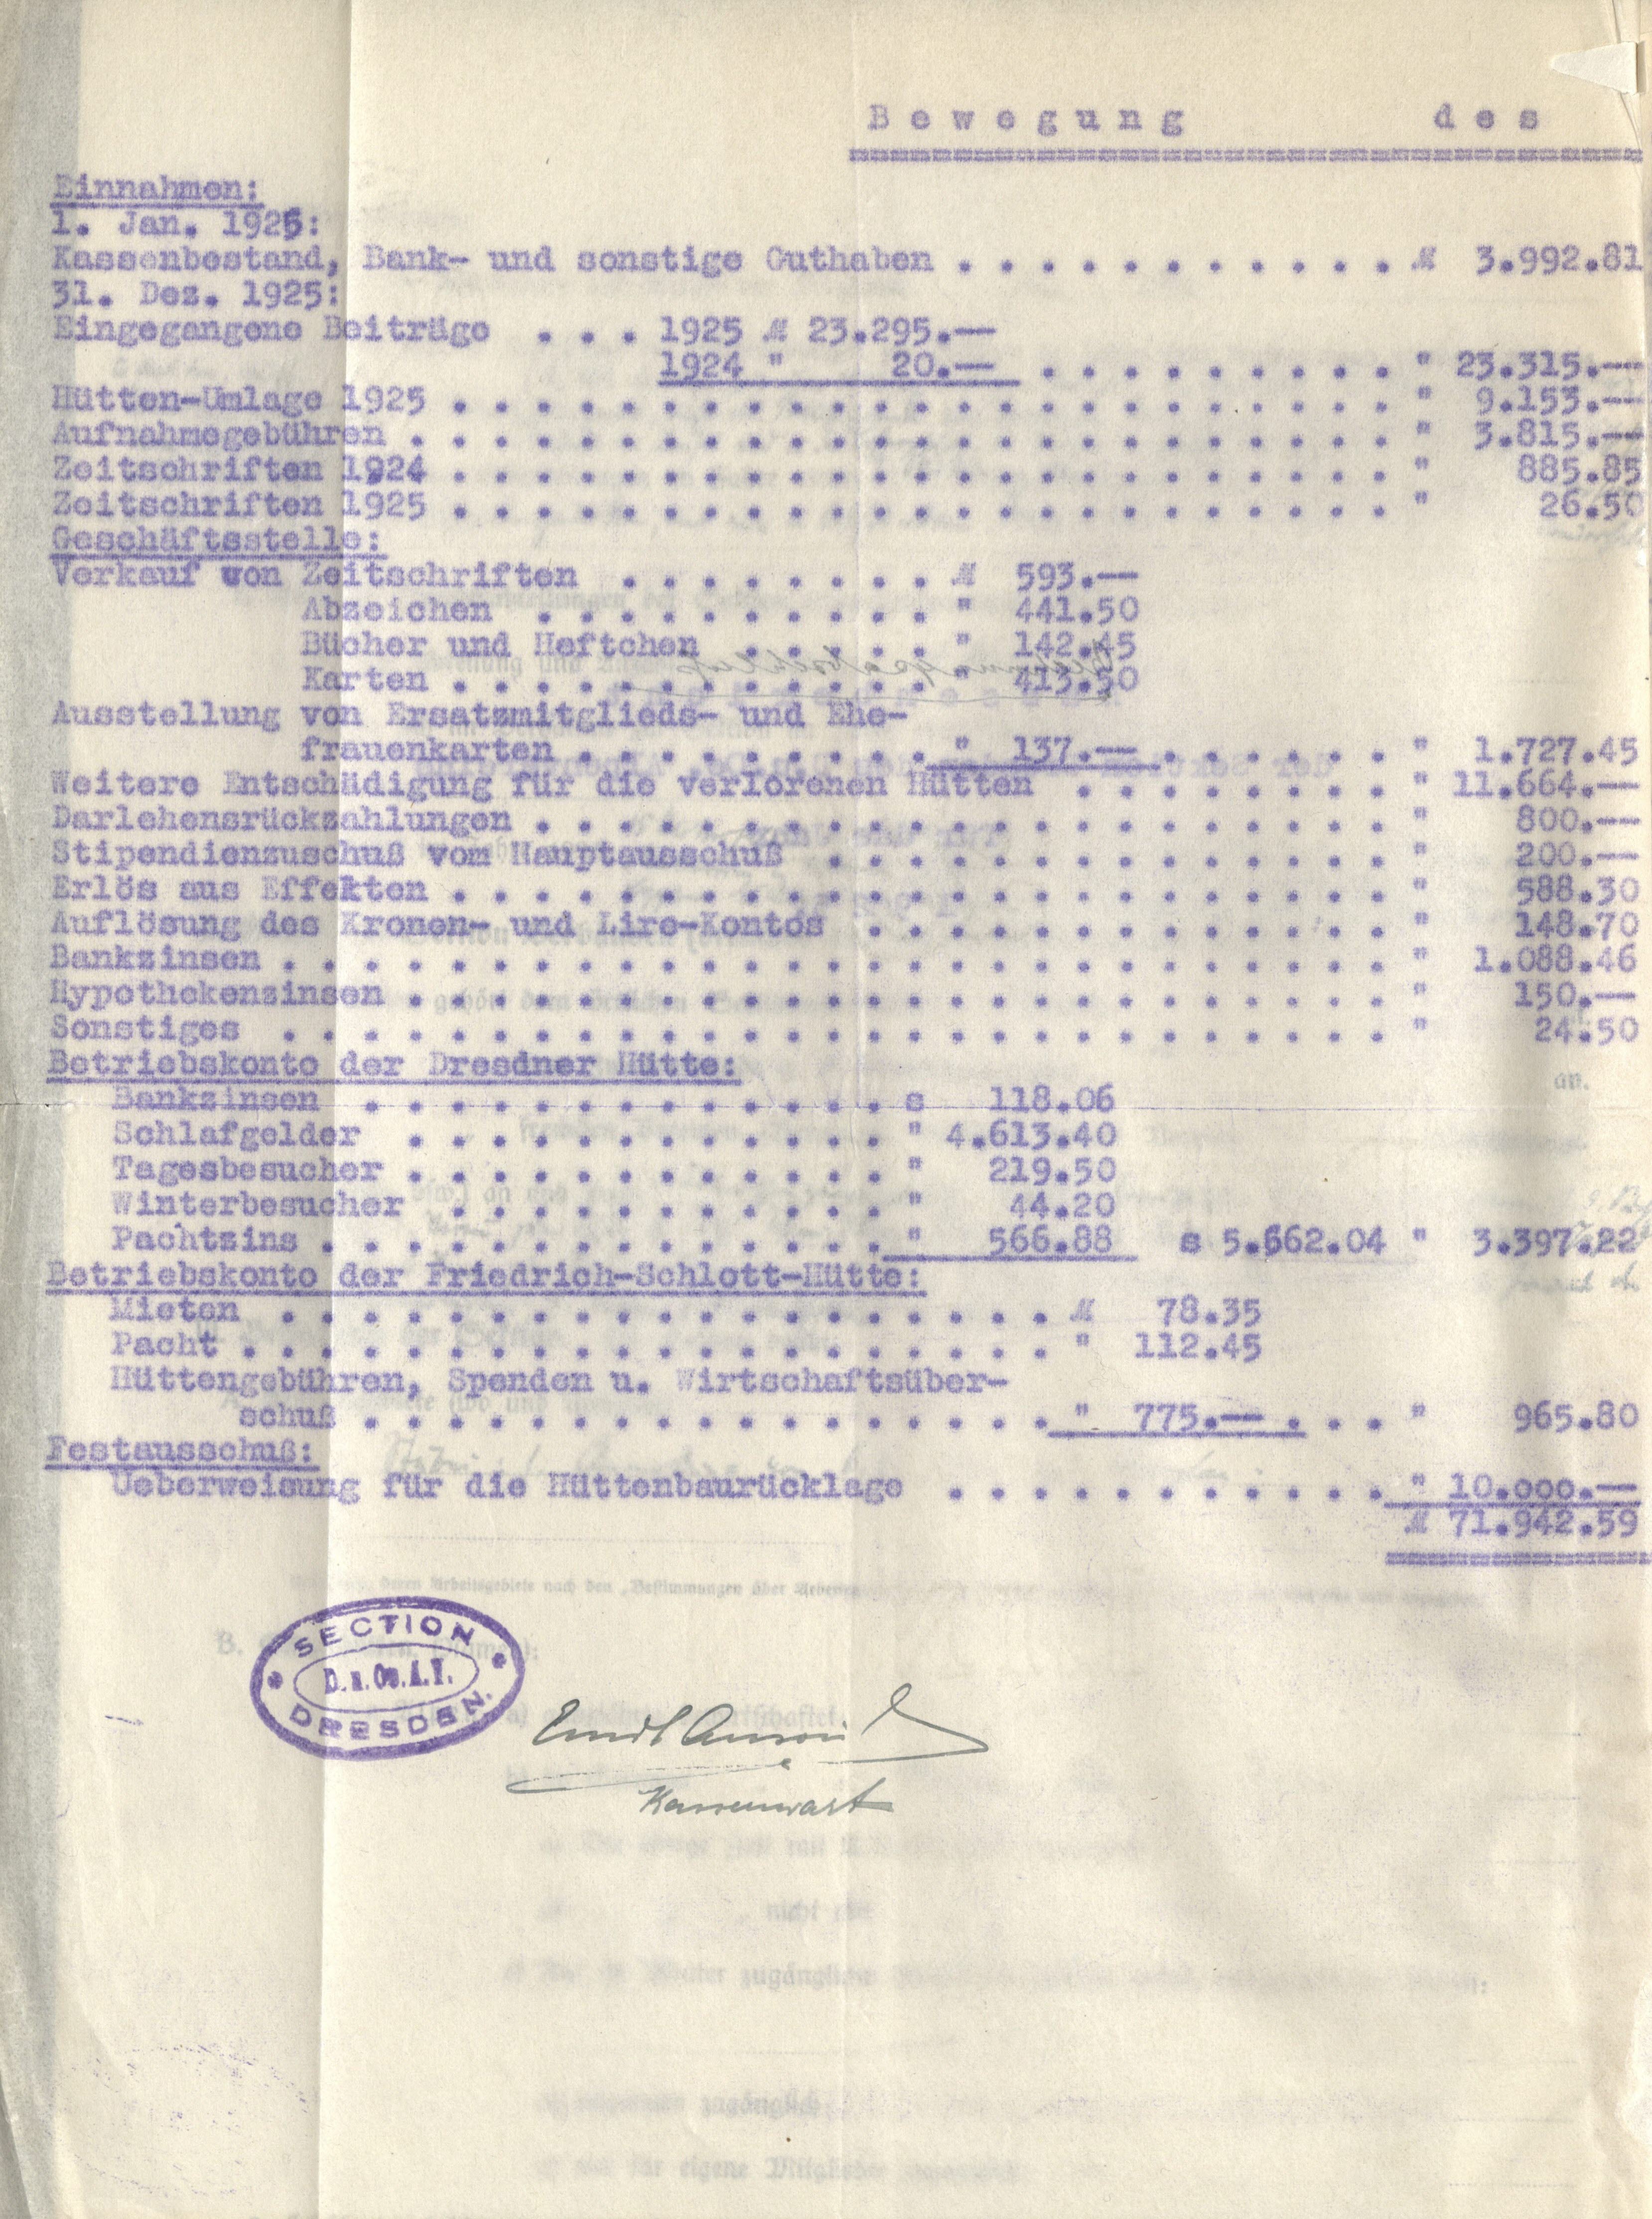 Bewegung des
Einnahmen:
1. Jan. 1925:
Kassenbestand, Bank- und sonstige Guthaben . . . . . . . . . . . ℳ 3.992.81
31. Dez. 1925:
Eingegangene Beiträge . . . 1925 ℳ 23.295.—
1924 " 20.— . . . . . . . . . " 23.315.—
Hütten-Umlage 1925 . . . . . . . . . . . . . . . . . . . . . . . " 9.153.—
Aufnahmegebühren . . . . . . . . . . . . . . . . . . . . . . . . " 3.815.—
Zeitschriften 1924 . . . . . . . . . . . . . . . . . . . . . . . " 885.85
Zeitschriften 1925 . . . . . . . . . . . . . . . . . . . . . . . " 26.50
Geschäftsstelle:
Verkauf von Zeitschriften . . . . . . . . ℳ 593.—
Abzeichen . . . . . . . . . . " 441.50
Bücher und Heftchen . . . . . " 142.45
Karten . . . . . . . . . . . . " 413.50
Ausstellung von Ersatzmitglieds- und Ehe-
frauenkarten . . . . . . . . . " 137.— . . . . . . " 1.727.45
Weitere Entschädigung für die verlorenen Hütten . . . . . . . . " 11.664.—
Darlehensrückzahlungen . . . . . . . . . . . . . . . . . . . . . " 800.—
Stipendienzuschuß vom Hauptausschuß . . . . . . . . . . . . . . " 200.—
Erlös aus Effekten . . . . . . . . . . . . . . . . . . . . . . . " 588.30
Auflösung des Kronen- und Lire-Kontos . . . . . . . . . . . . . " 148.70
Bankzinsen . . . . . . . . . . . . . . . . . . . . . . . . . . . " 1.088.46
Hypothekenzinsen . . . . . . . . . . . . . . . . . . . . . . . . " 150.—
Sonstiges . . . . . . . . . . . . . . . . . . . . . . . . . . . " 24.50
Betriebskonto der Dresdner Hütte:
Bankzinsen . . . . . . . . . . . . . s 118.06
Schlafgelder . . . . . . . . . . . . " 4.613.40
Tagesbesucher . . . . . . . . . . . . " 219.50
Winterbesucher . . . . . . . . . . . " 44.20
Pachtzins . . . . . . . . . . . . . . " 566.88 s 5.562.04 " 3.397.22
Betriebskonto der Friedrich-Schlott-Hütte:
Mieten . . . . . . . . . . . . . . . . . . . ℳ 78.35
Pacht . . . . . . . . . . . . . . . . . . . . " 112.45
Hüttengebühren, Spenden u. Wirtschaftsüber-
schuß . . . . . . . . . . . . . . . . . " 775.— . . . " 965.80
Festausschuß:
Ueberweisung für die Hüttenbaurücklage . . . . . . . . . . . " 10.000.—
ℳ 71.942.59
SECTION
D.u.Oe.A.V.
DRESDEN.
Kassenwart